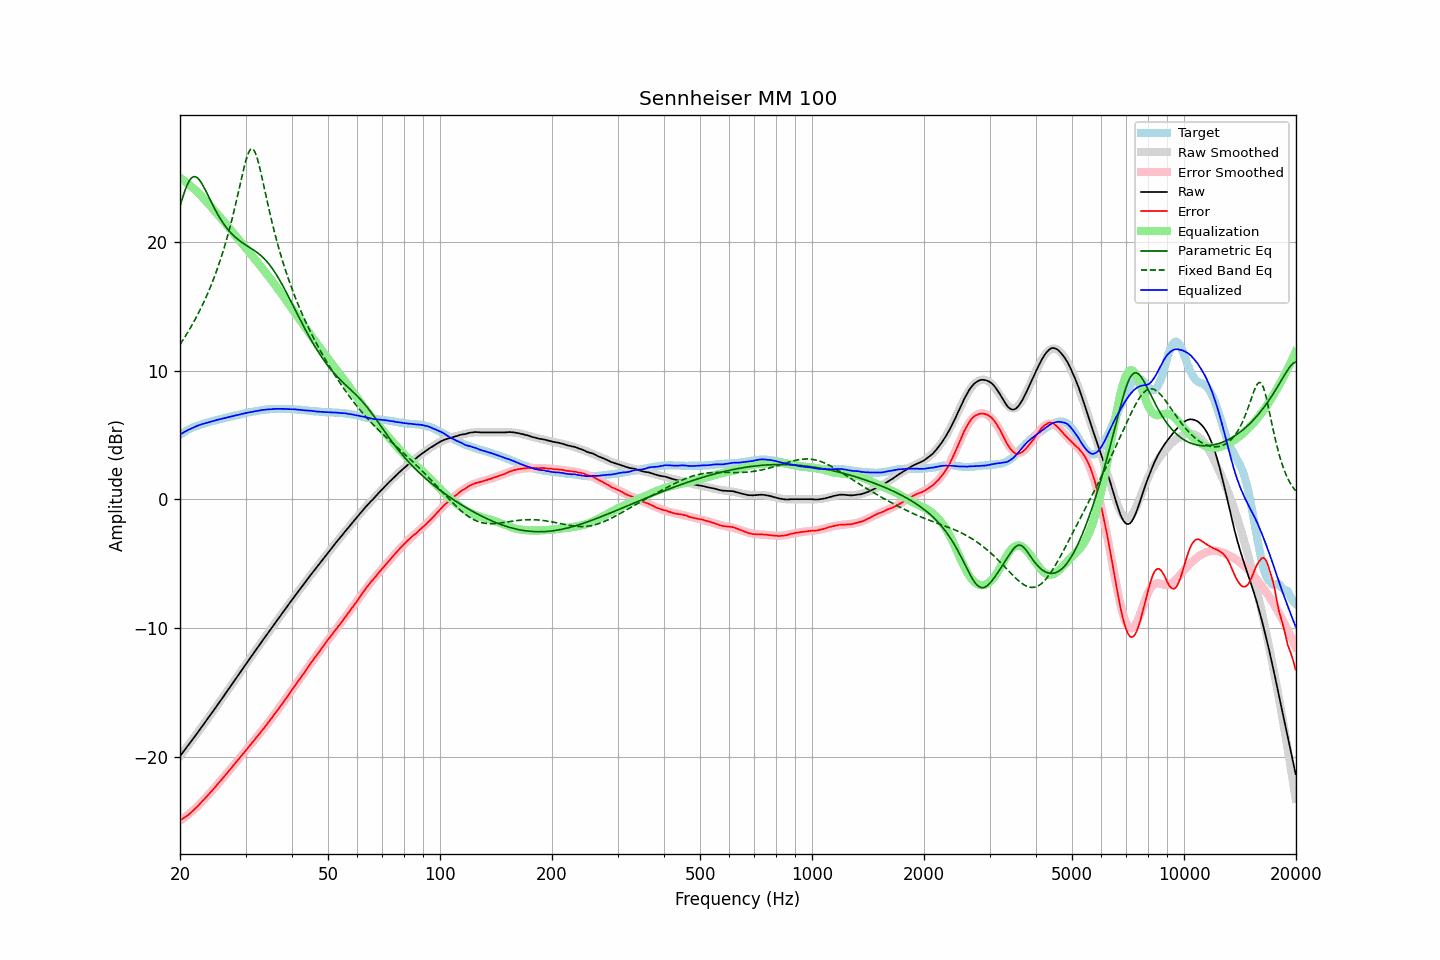 Sennheiser MM 100
Target
Raw Smoothed
Error Smoothed
Raw
Error
Equalization
Parametric Eq
Fixed Band Eq
Equalized
Amplitude (dBr)
20
10
0
−10
−20
20 50 100 200 500 1000 2000 5000 10000 20000
Frequency (Hz)